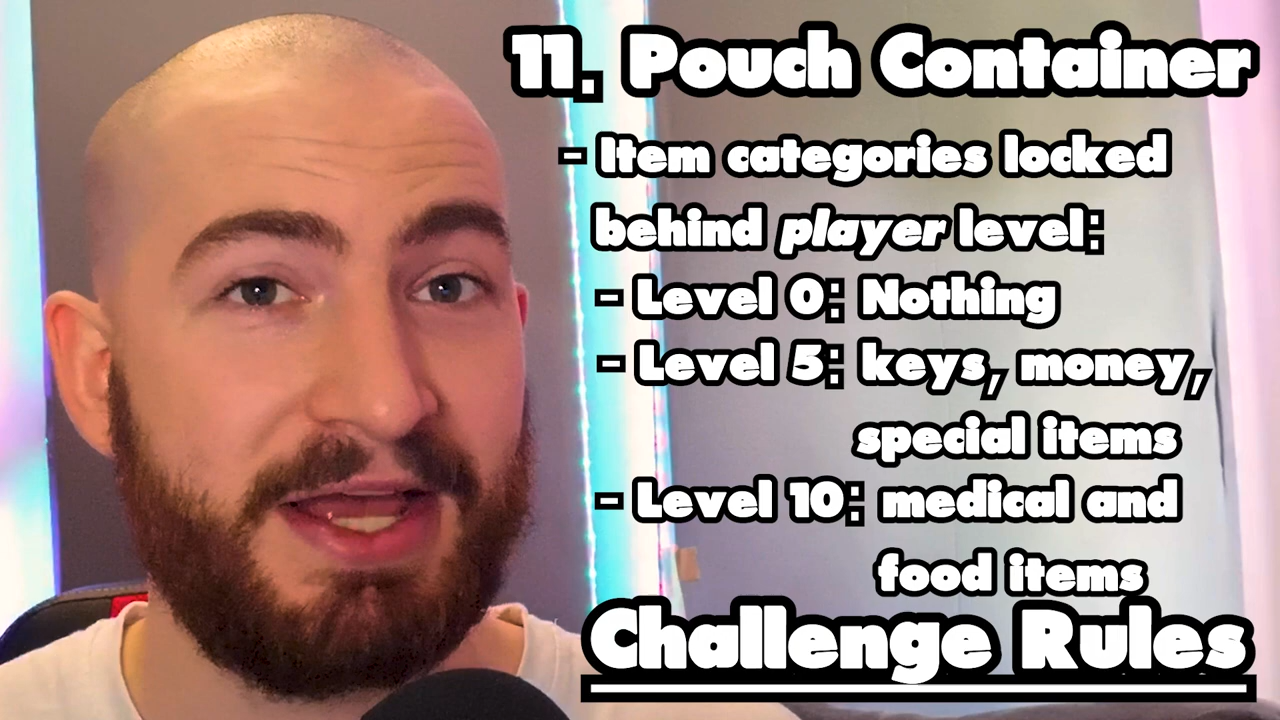 11. Pouch Container
- Item categories locked
behind player level:
- Level 0: Nothing
- Level 5: keys, money,
special items
- Level 10: medical and
food items
Challenge Rules